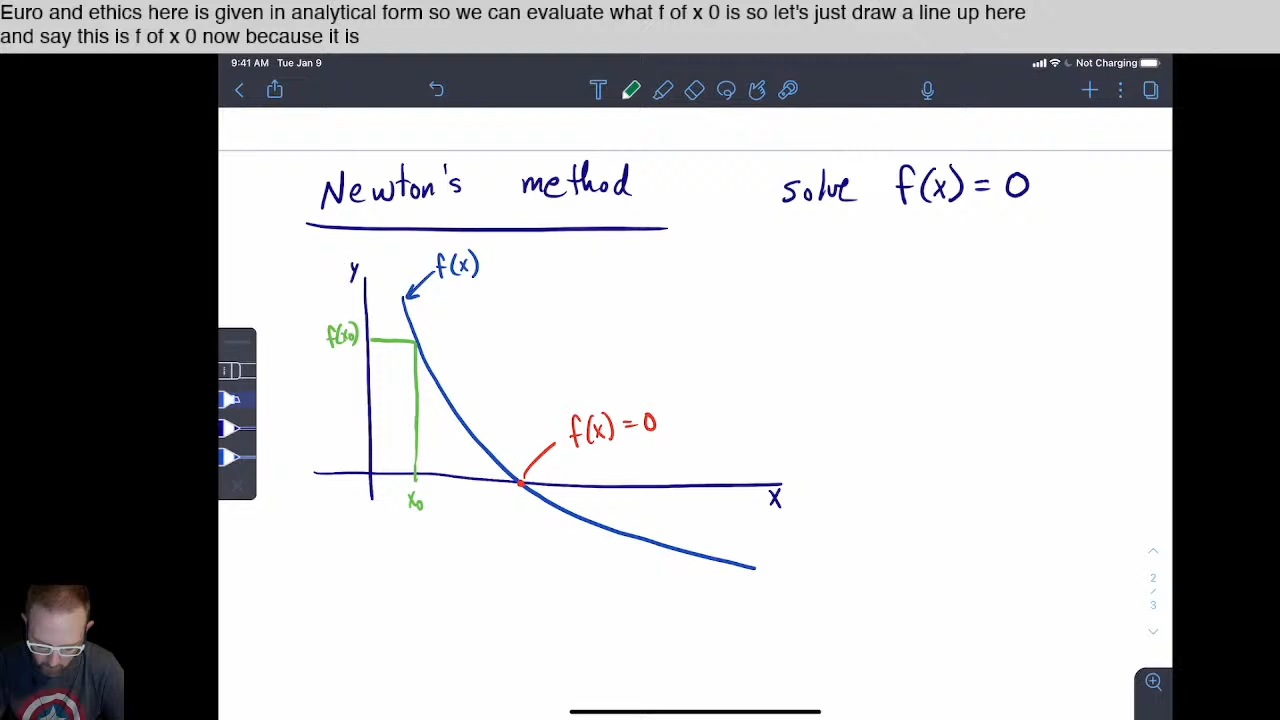 Euro and ethics here is given in analytical form so we can evaluate what f of x 0 is so let's just draw a line up here
and say this is f of x 0 now because it is
9:41 AM Tue Jan 9
Not Charging
Newton's method
solve f(x) = 0
y
f(x)
f(x0)
f(x) = 0
x0
x
2
/
3